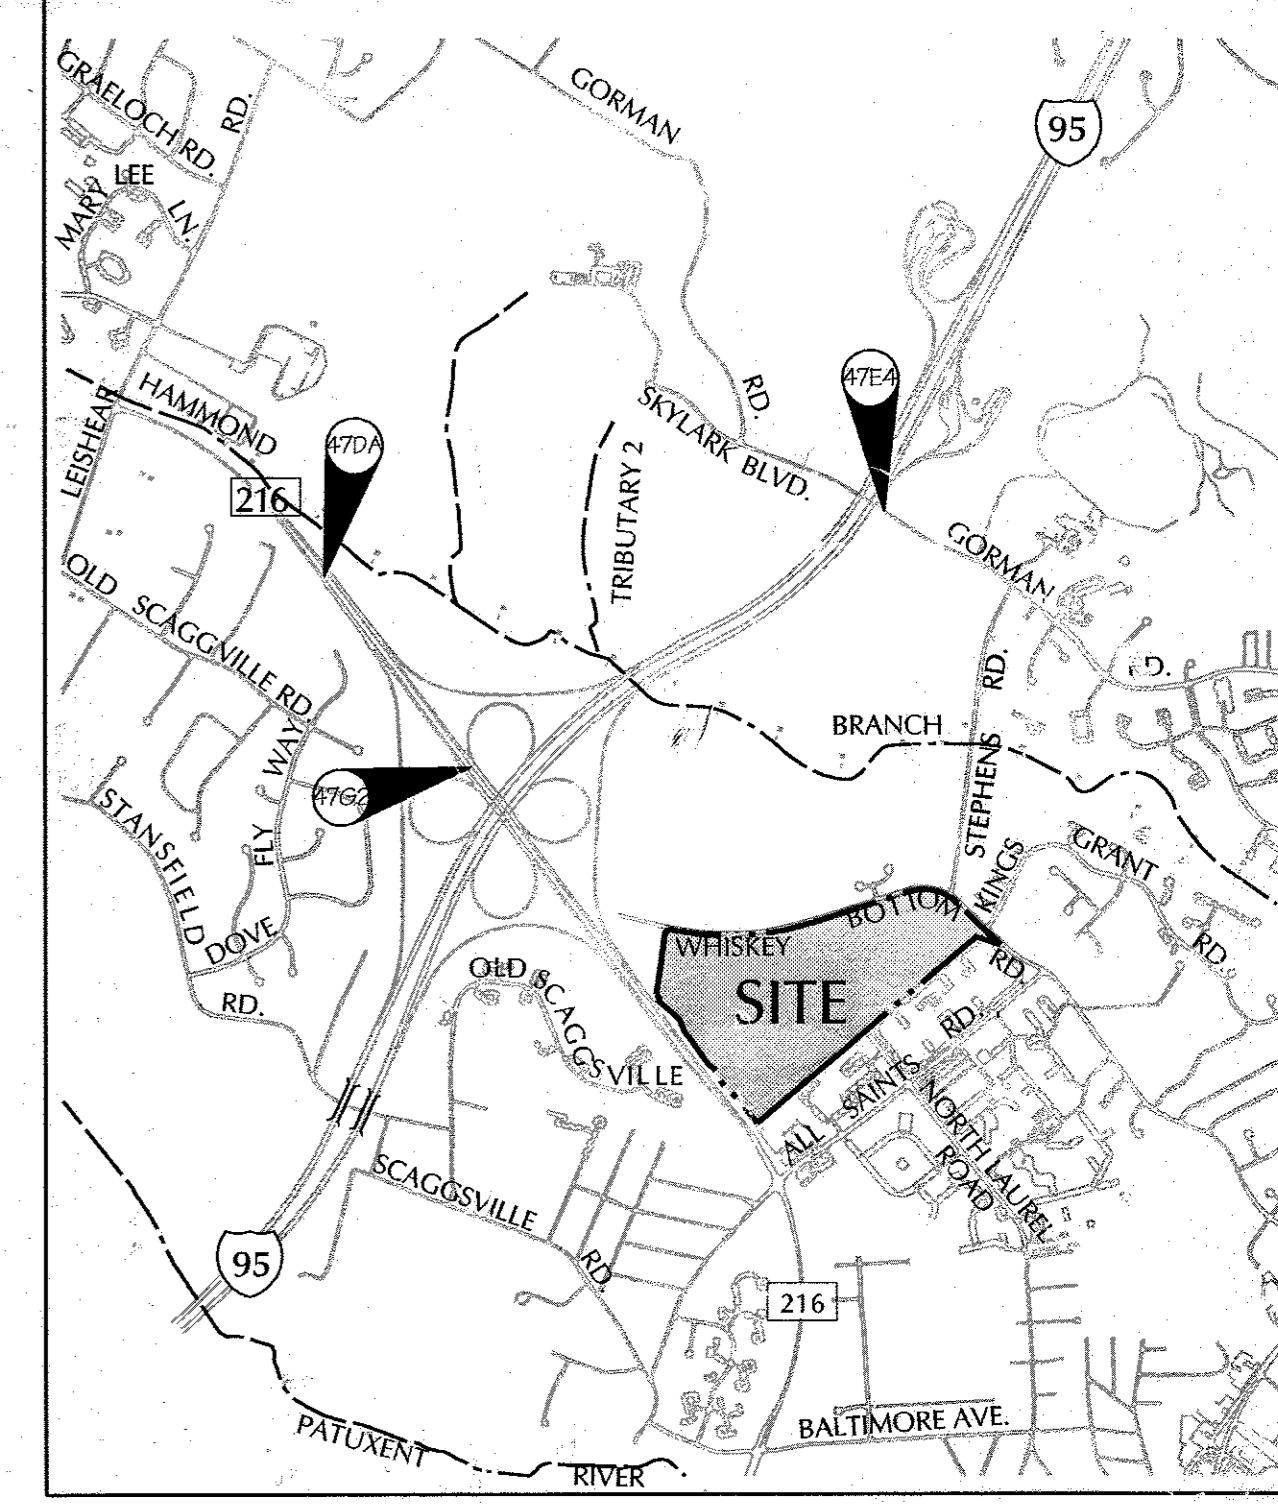 GRAELOCH RD.
RD.
GORMAN
95
MARY LEE LN.
HAMMOND
LEISHEAR
47DA
216
RD.
47E4
SKYLARK BLVD.
TRIBUTARY 2
GORMAN
OLD SCAGGVILLE RD.
RD.
RD.
BRANCH
FLY WAY
47G2
STEPHENS
STANSFIELD
KINGS
GRANT
DOVE
WHISKEY BOTTOM
RD.
RD.
RD.
OLD SCAGGSVILLE
SITE
RD.
ALL SAINTS
NORTH LAUREL
ROAD
SCAGGSVILLE
RD.
95
216
BALTIMORE AVE.
PATUXENT
RIVER